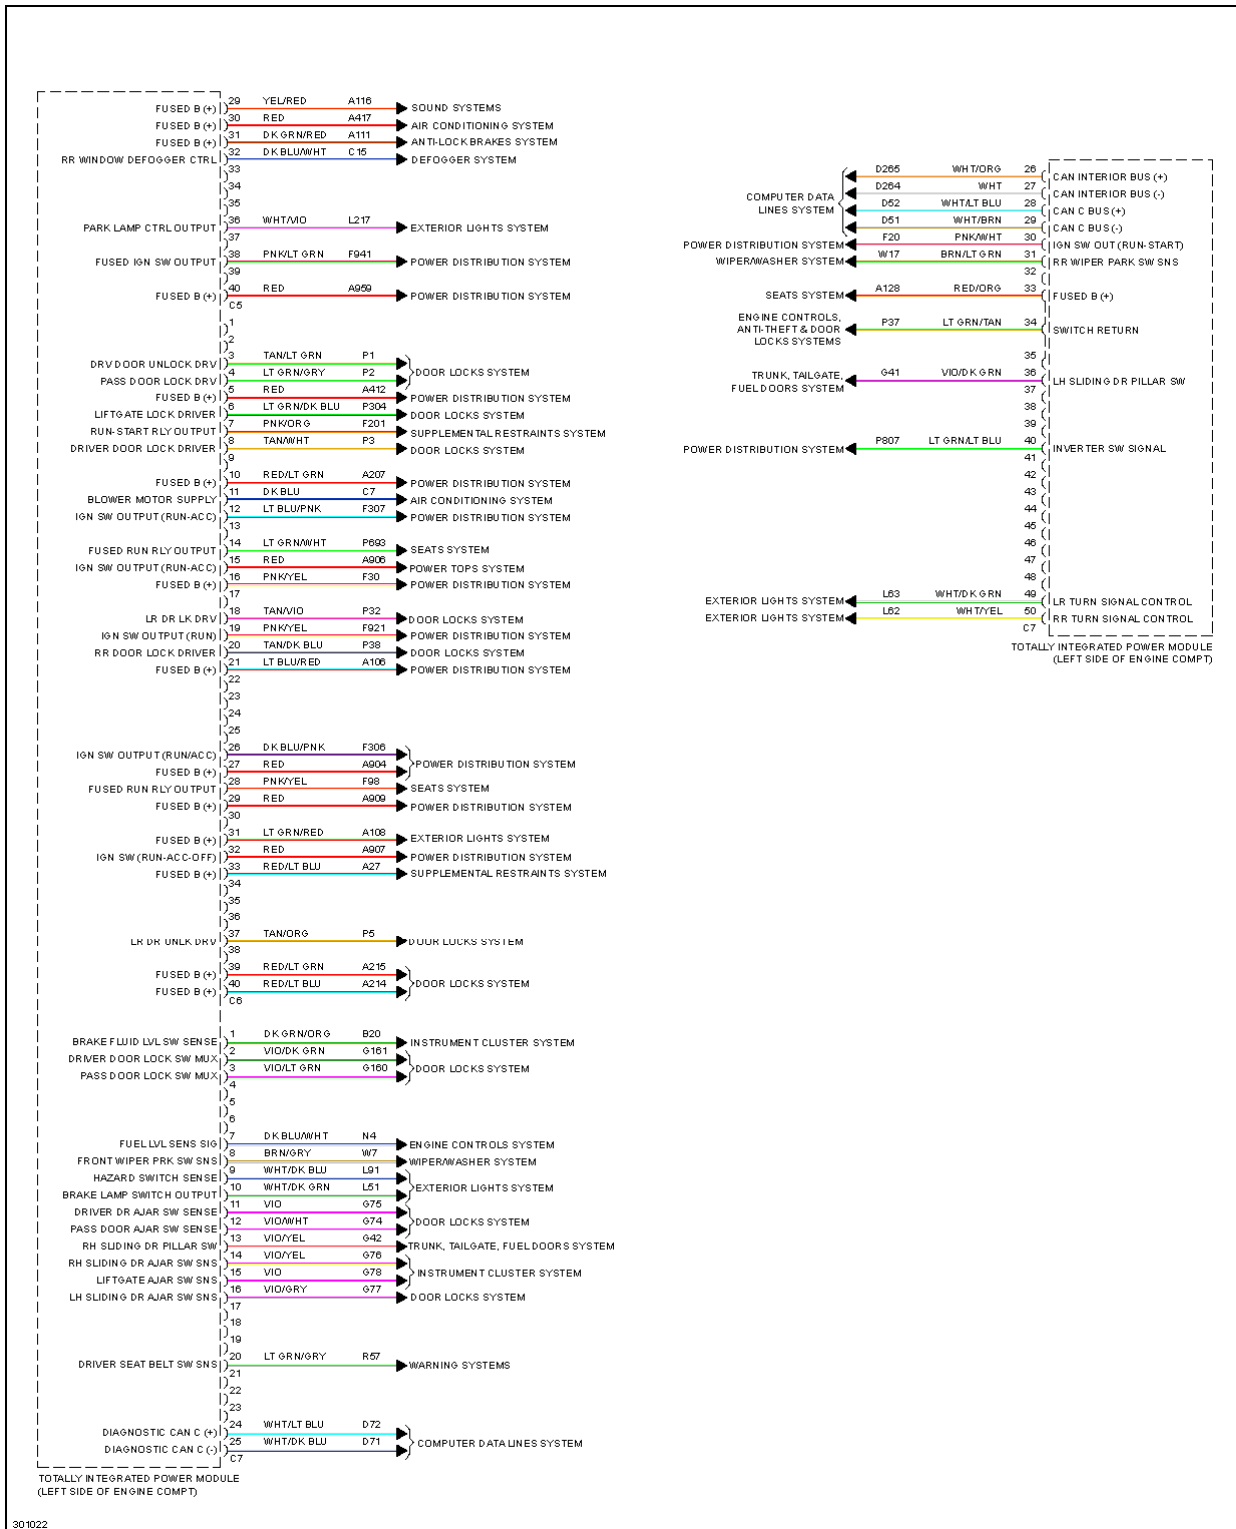 29 YEL/RED A116
FUSED B (+) SOUND SYSTEMS
30 RED A417
FUSED B (+) AIR CONDITIONING SYSTEM
31 DK GRN/RED A111
FUSED B (+) ANTI-LOCK BRAKES SYSTEM
32 DK BLU/WHT C15
RR WINDOW DEFOGGER CTRL DEFOGGER SYSTEM
33
34
35
36 WHT/VIO L217
PARK LAMP CTRL OUTPUT EXTERIOR LIGHTS SYSTEM
37
38 PNK/LT GRN F941
FUSED IGN SW OUTPUT POWER DISTRIBUTION SYSTEM
39
40 RED A959
FUSED B (+) POWER DISTRIBUTION SYSTEM
C5
1
2
3 TAN/LT GRN P1
DRV DOOR UNLOCK DRV
DOOR LOCKS SYSTEM
4 LT GRN/GRY P2
PASS DOOR LOCK DRV
5 RED A412
FUSED B (+) POWER DISTRIBUTION SYSTEM
6 LT GRN/DK BLU P304
LIFTGATE LOCK DRIVER DOOR LOCKS SYSTEM
7 PNK/ORG F201
RUN-START RLY OUTPUT SUPPLEMENTAL RESTRAINTS SYSTEM
8 TAN/WHT P3
DRIVER DOOR LOCK DRIVER DOOR LOCKS SYSTEM
9
10 RED/LT GRN A207
FUSED B (+) POWER DISTRIBUTION SYSTEM
11 DK BLU C7
BLOWER MOTOR SUPPLY AIR CONDITIONING SYSTEM
12 LT BLU/PNK F307
IGN SW OUTPUT (RUN-ACC) POWER DISTRIBUTION SYSTEM
13
14 LT GRN/WHT P693
FUSED RUN RLY OUTPUT SEATS SYSTEM
15 RED A906
IGN SW OUTPUT (RUN-ACC) POWER TOPS SYSTEM
16 PNK/YEL F30
FUSED B (+) POWER DISTRIBUTION SYSTEM
17
18 TAN/VIO P32
LR DR LK DRV DOOR LOCKS SYSTEM
19 PNK/YEL F921
IGN SW OUTPUT (RUN) POWER DISTRIBUTION SYSTEM
20 TAN/DK BLU P38
RR DOOR LOCK DRIVER DOOR LOCKS SYSTEM
21 LT BLU/RED A106
FUSED B (+) POWER DISTRIBUTION SYSTEM
22
23
24
25
26 DK BLU/PNK F306
IGN SW OUTPUT (RUN/ACC)
POWER DISTRIBUTION SYSTEM
27 RED A904
FUSED B (+)
28 PNK/YEL F98
FUSED RUN RLY OUTPUT SEATS SYSTEM
29 RED A909
FUSED B (+) POWER DISTRIBUTION SYSTEM
30
31 LT GRN/RED A108
FUSED B (+) EXTERIOR LIGHTS SYSTEM
32 RED A907
IGN SW (RUN-ACC-OFF) POWER DISTRIBUTION SYSTEM
33 RED/LT BLU A27
FUSED B (+) SUPPLEMENTAL RESTRAINTS SYSTEM
34
35
36
37 TAN/ORG P5
LR DR UNLK DRV DOOR LOCKS SYSTEM
38
39 RED/LT GRN A215
FUSED B (+)
DOOR LOCKS SYSTEM
40 RED/LT BLU A214
FUSED B (+)
C6
1 DK GRN/ORG B20
BRAKE FLUID LVL SW SENSE INSTRUMENT CLUSTER SYSTEM
2 VIO/DK GRN G161
DRIVER DOOR LOCK SW MUX
DOOR LOCKS SYSTEM
3 VIO/LT GRN G160
PASS DOOR LOCK SW MUX
4
5
6
7 DK BLU/WHT N4
FUEL LVL SENS SIG ENGINE CONTROLS SYSTEM
8 BRN/GRY W7
FRONT WIPER PRK SW SNS WIPER/WASHER SYSTEM
9 WHT/DK BLU L91
HAZARD SWITCH SENSE
EXTERIOR LIGHTS SYSTEM
10 WHT/DK GRN L51
BRAKE LAMP SWITCH OUTPUT
11 VIO G75
DRIVER DR AJAR SW SENSE
DOOR LOCKS SYSTEM
12 VIO/WHT G74
PASS DOOR AJAR SW SENSE
13 VIO/YEL G42
RH SLIDING DR PILLAR SW TRUNK, TAILGATE, FUEL DOORS SYSTEM
14 VIO/YEL G76
RH SLIDING DR AJAR SW SNS
INSTRUMENT CLUSTER SYSTEM
15 VIO G78
LIFTGATE AJAR SW SNS
16 VIO/GRY G77
LH SLIDING DR AJAR SW SNS DOOR LOCKS SYSTEM
17
18
19
20 LT GRN/GRY R57
DRIVER SEAT BELT SW SNS WARNING SYSTEMS
21
22
23
24 WHT/LT BLU D72
DIAGNOSTIC CAN C (+)
COMPUTER DATA LINES SYSTEM
25 WHT/DK BLU D71
DIAGNOSTIC CAN C (-)
C7
TOTALLY INTEGRATED POWER MODULE
(LEFT SIDE OF ENGINE COMPT)
D265 WHT/ORG 26
CAN INTERIOR BUS (+)
D264 WHT 27
COMPUTER DATA CAN INTERIOR BUS (-)
D52 WHT/LT BLU 28
LINES SYSTEM CAN C BUS (+)
D51 WHT/BRN 29
CAN C BUS (-)
F20 PNK/WHT 30
POWER DISTRIBUTION SYSTEM IGN SW OUT (RUN-START)
W17 BRN/LT GRN 31
WIPER/WASHER SYSTEM RR WIPER PARK SW SNS
32
A128 RED/ORG 33
SEATS SYSTEM FUSED B (+)
ENGINE CONTROLS,
P37 LT GRN/TAN 34
ANTI-THEFT & DOOR SWITCH RETURN
LOCKS SYSTEMS
35
G41 VIO/DK GRN 36
TRUNK, TAILGATE, LH SLIDING DR PILLAR SW
FUEL DOORS SYSTEM
37
38
39
P807 LT GRN/LT BLU 40
POWER DISTRIBUTION SYSTEM INVERTER SW SIGNAL
41
42
43
44
45
46
47
48
L63 WHT/DK GRN 49
EXTERIOR LIGHTS SYSTEM LR TURN SIGNAL CONTROL
L62 WHT/YEL 50
EXTERIOR LIGHTS SYSTEM RR TURN SIGNAL CONTROL
C7
TOTALLY INTEGRATED POWER MODULE
(LEFT SIDE OF ENGINE COMPT)
301022